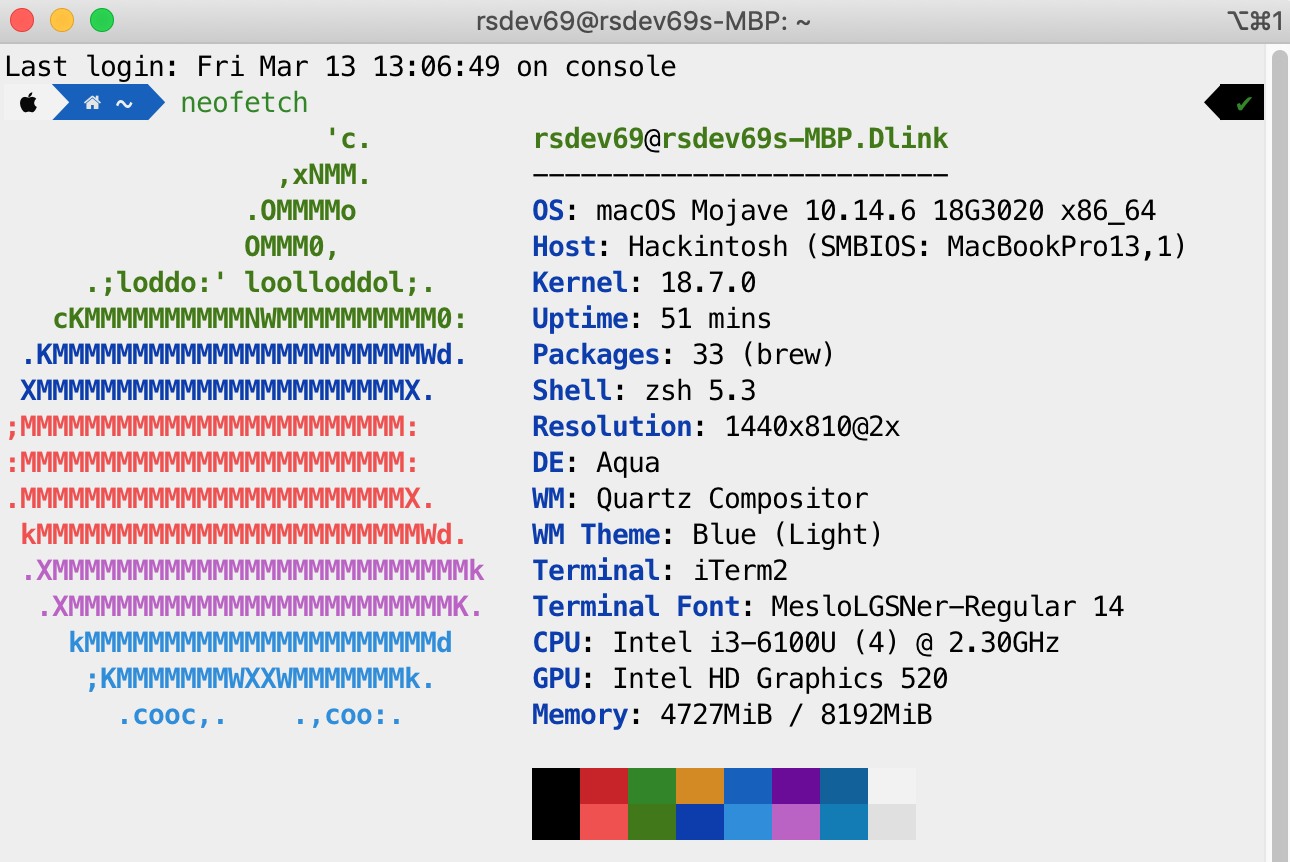 rsdev69@rsdev69s-MBP: ~ ⌥⌘1
Last login: Fri Mar 13 13:06:49 on console
~ neofetch ✔
'c. rsdev69@rsdev69s-MBP.Dlink
,xNMM. --------------------------
.OMMMMo OS: macOS Mojave 10.14.6 18G3020 x86_64
OMMM0, Host: Hackintosh (SMBIOS: MacBookPro13,1)
.;loddo:' loolloddol;. Kernel: 18.7.0
cKMMMMMMMMMMNWMMMMMMMMMM0: Uptime: 51 mins
.KMMMMMMMMMMMMMMMMMMMMMMMWd. Packages: 33 (brew)
XMMMMMMMMMMMMMMMMMMMMMMMX. Shell: zsh 5.3
;MMMMMMMMMMMMMMMMMMMMMMMM: Resolution: 1440x810@2x
:MMMMMMMMMMMMMMMMMMMMMMMM: DE: Aqua
.MMMMMMMMMMMMMMMMMMMMMMMMX. WM: Quartz Compositor
kMMMMMMMMMMMMMMMMMMMMMMMMWd. WM Theme: Blue (Light)
.XMMMMMMMMMMMMMMMMMMMMMMMMMMk Terminal: iTerm2
.XMMMMMMMMMMMMMMMMMMMMMMMMK. Terminal Font: MesloLGSNer-Regular 14
kMMMMMMMMMMMMMMMMMMMMMMd CPU: Intel i3-6100U (4) @ 2.30GHz
;KMMMMMMMWXXWMMMMMMMk. GPU: Intel HD Graphics 520
.cooc,. .,coo:. Memory: 4727MiB / 8192MiB